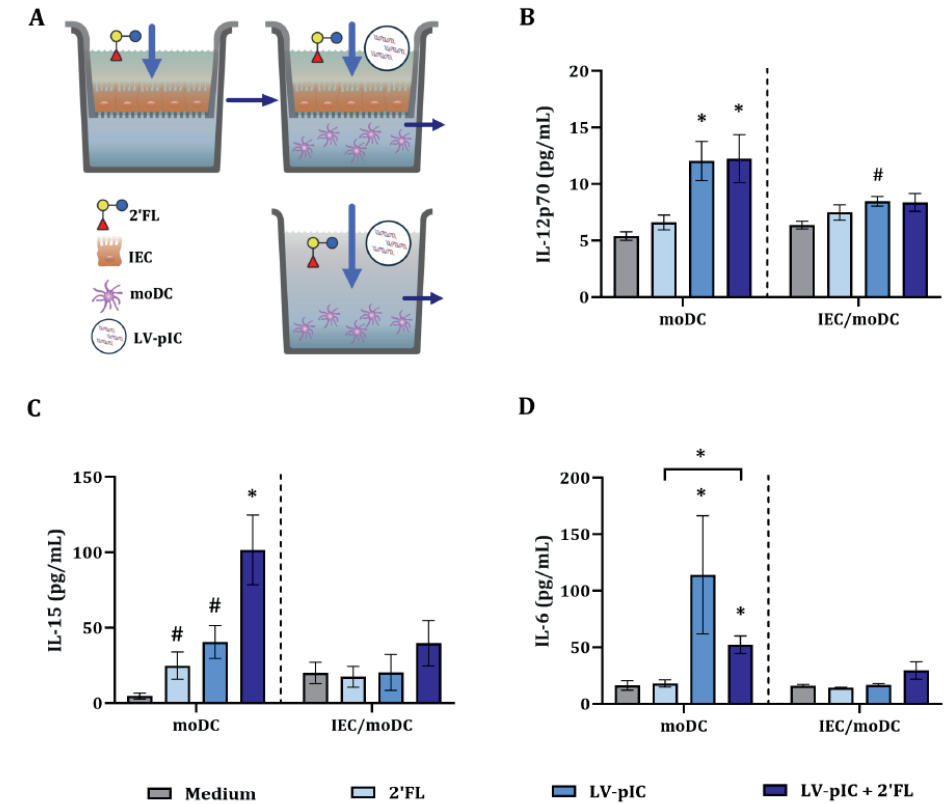 A
2'FL
IEC
moDC
LV-pIC
B
IL-12p70 (pg/mL)
20
15
10
5
0
*
*
#
moDC
IEC/moDC
C
IL-15 (pg/mL)
150
100
50
0
#
#
*
moDC
IEC/moDC
D
IL-6 (pg/mL)
200
150
100
50
0
*
*
*
moDC
IEC/moDC
Medium
2'FL
LV-pIC
LV-pIC + 2'FL